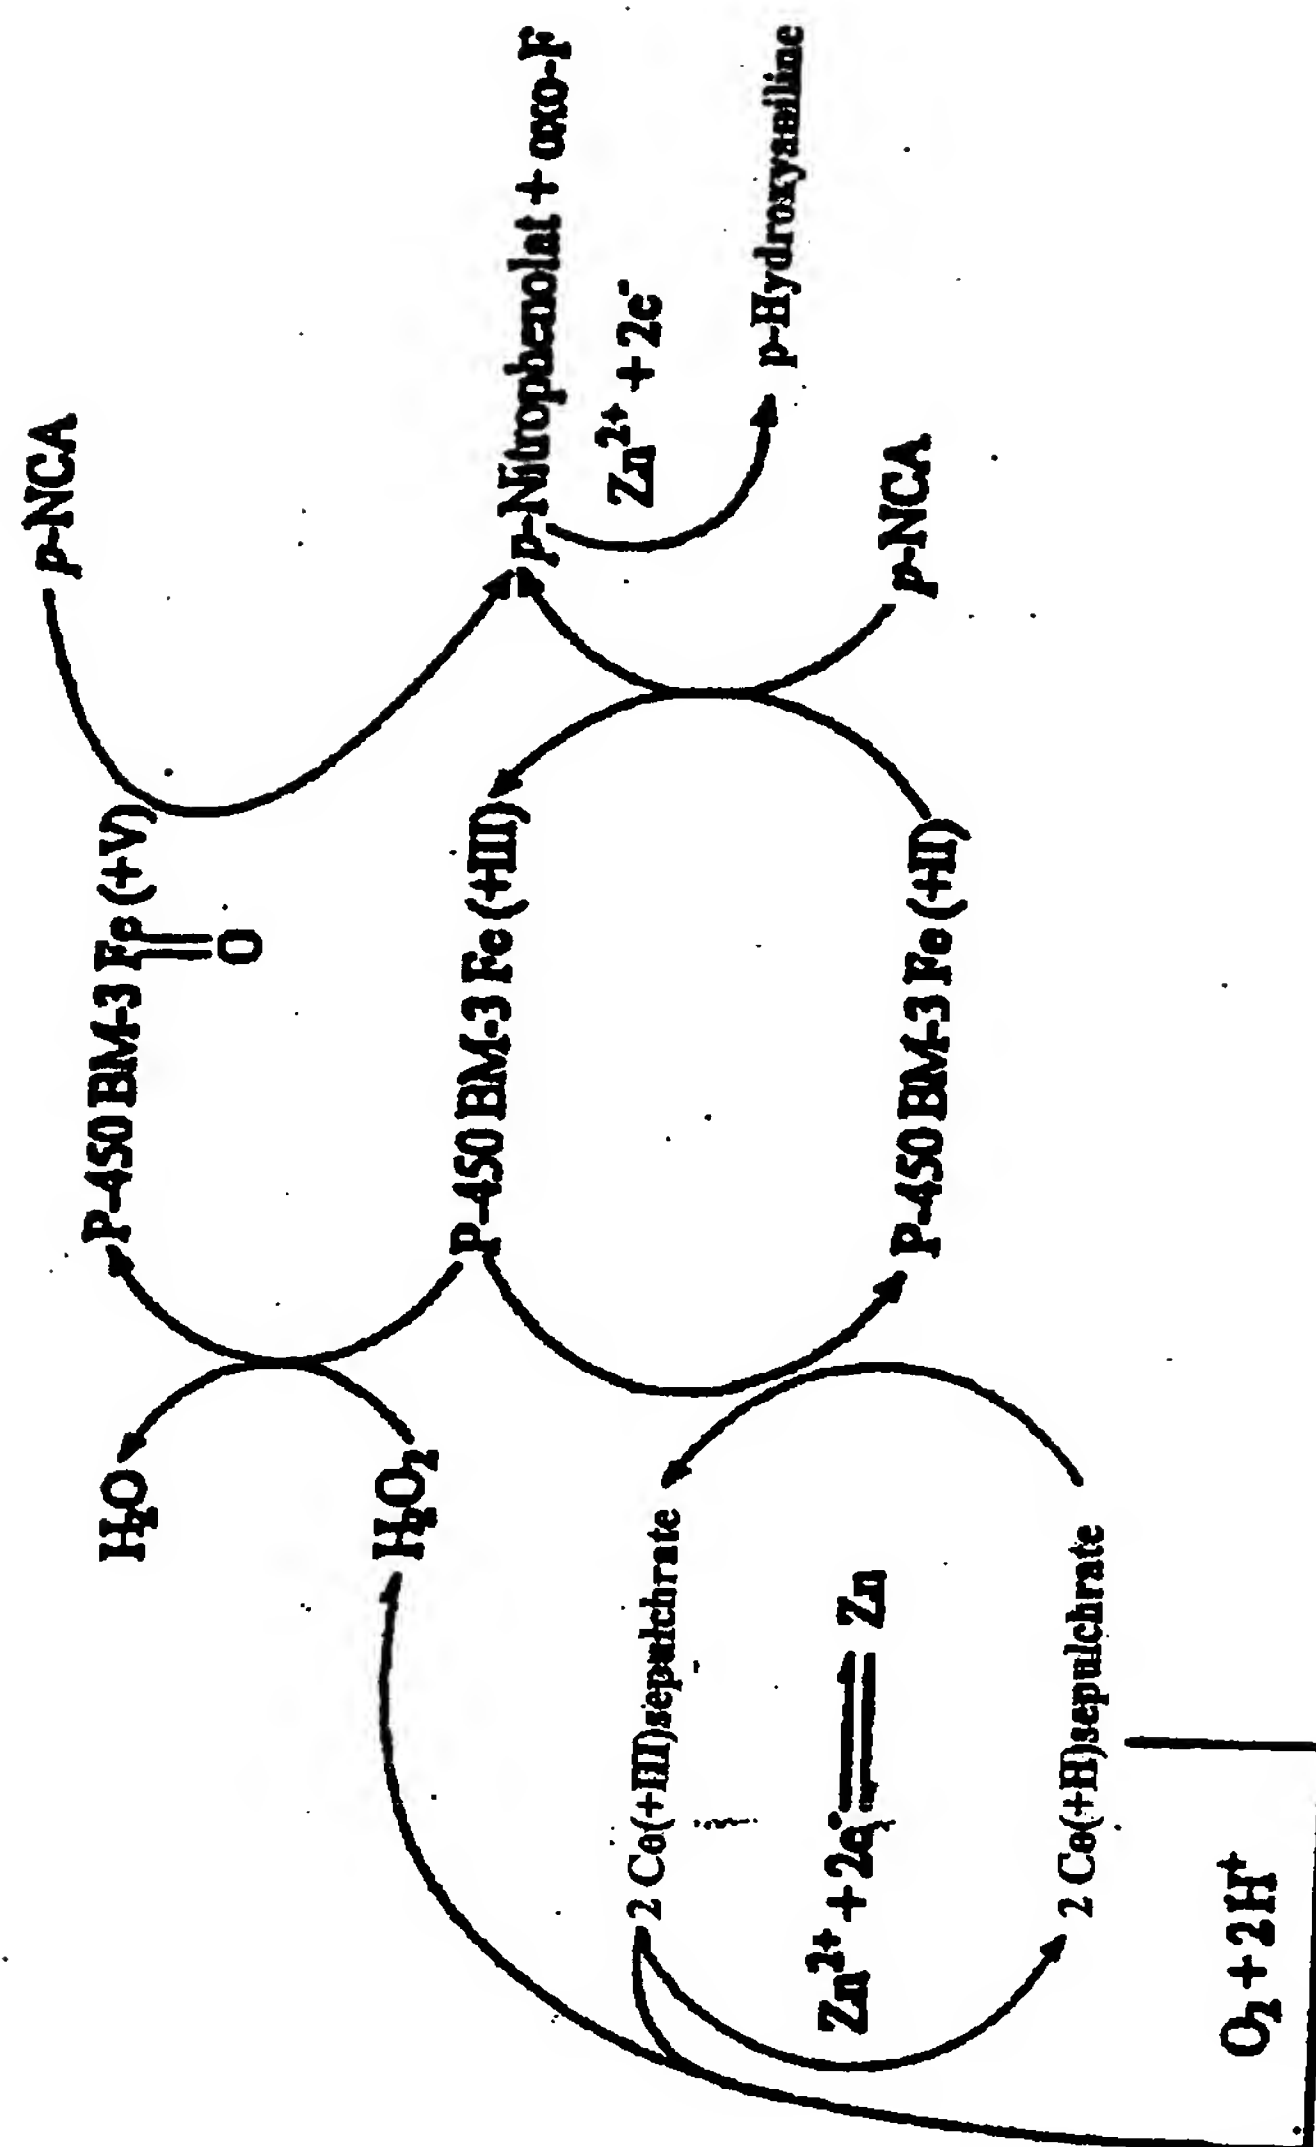 p-NCA
P-450 BM-3 Fe (+V)
O
H2O
H2O2
P-450 BM-3 Fe (+III)
p-Nitrophenolat + oxo-F
Zn2+ + 2e-
p-Hydroxyaniline
2 Co(+III)sepulchrate
Zn2+ + 2e- Zn
P-450 BM-3 Fe (+II)
p-NCA
2 Co(+II)sepulchrate
O2 + 2H+